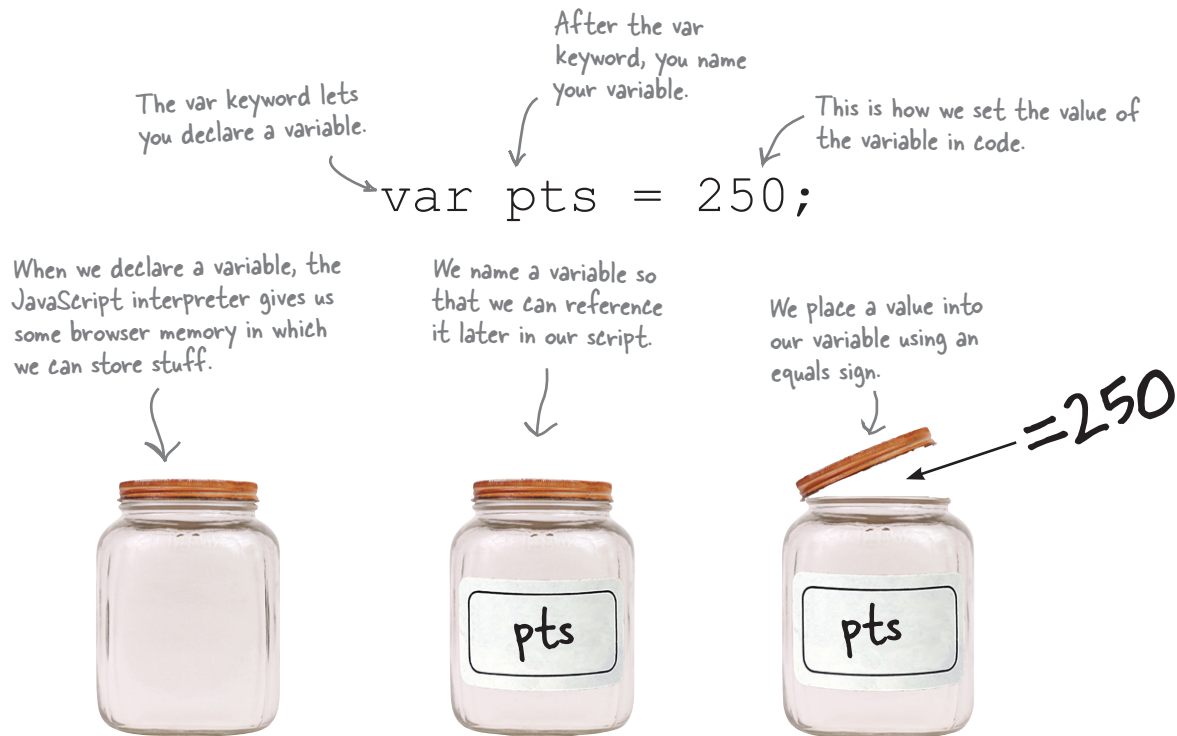 After the var
keyword, you name
your variable.
The var keyword lets
you declare a variable.
This is how we set the value of
the variable in code.
var pts = 250;
When we declare a variable, the
JavaScript interpreter gives us
some browser memory in which
we can store stuff.
We name a variable so
that we can reference
it later in our script.
We place a value into
our variable using an
equals sign.
=250
pts
pts